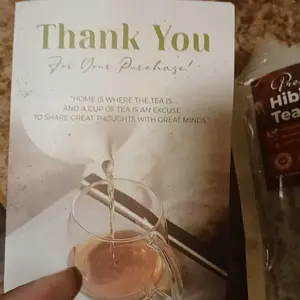 Thank You
For Your Purchase!
"HOME IS WHERE THE TEA IS...
AND A CUP OF TEA IS AN EXCUSE
TO SHARE GREAT THOUGHTS WITH GREAT MINDS."
Hibi
Tea